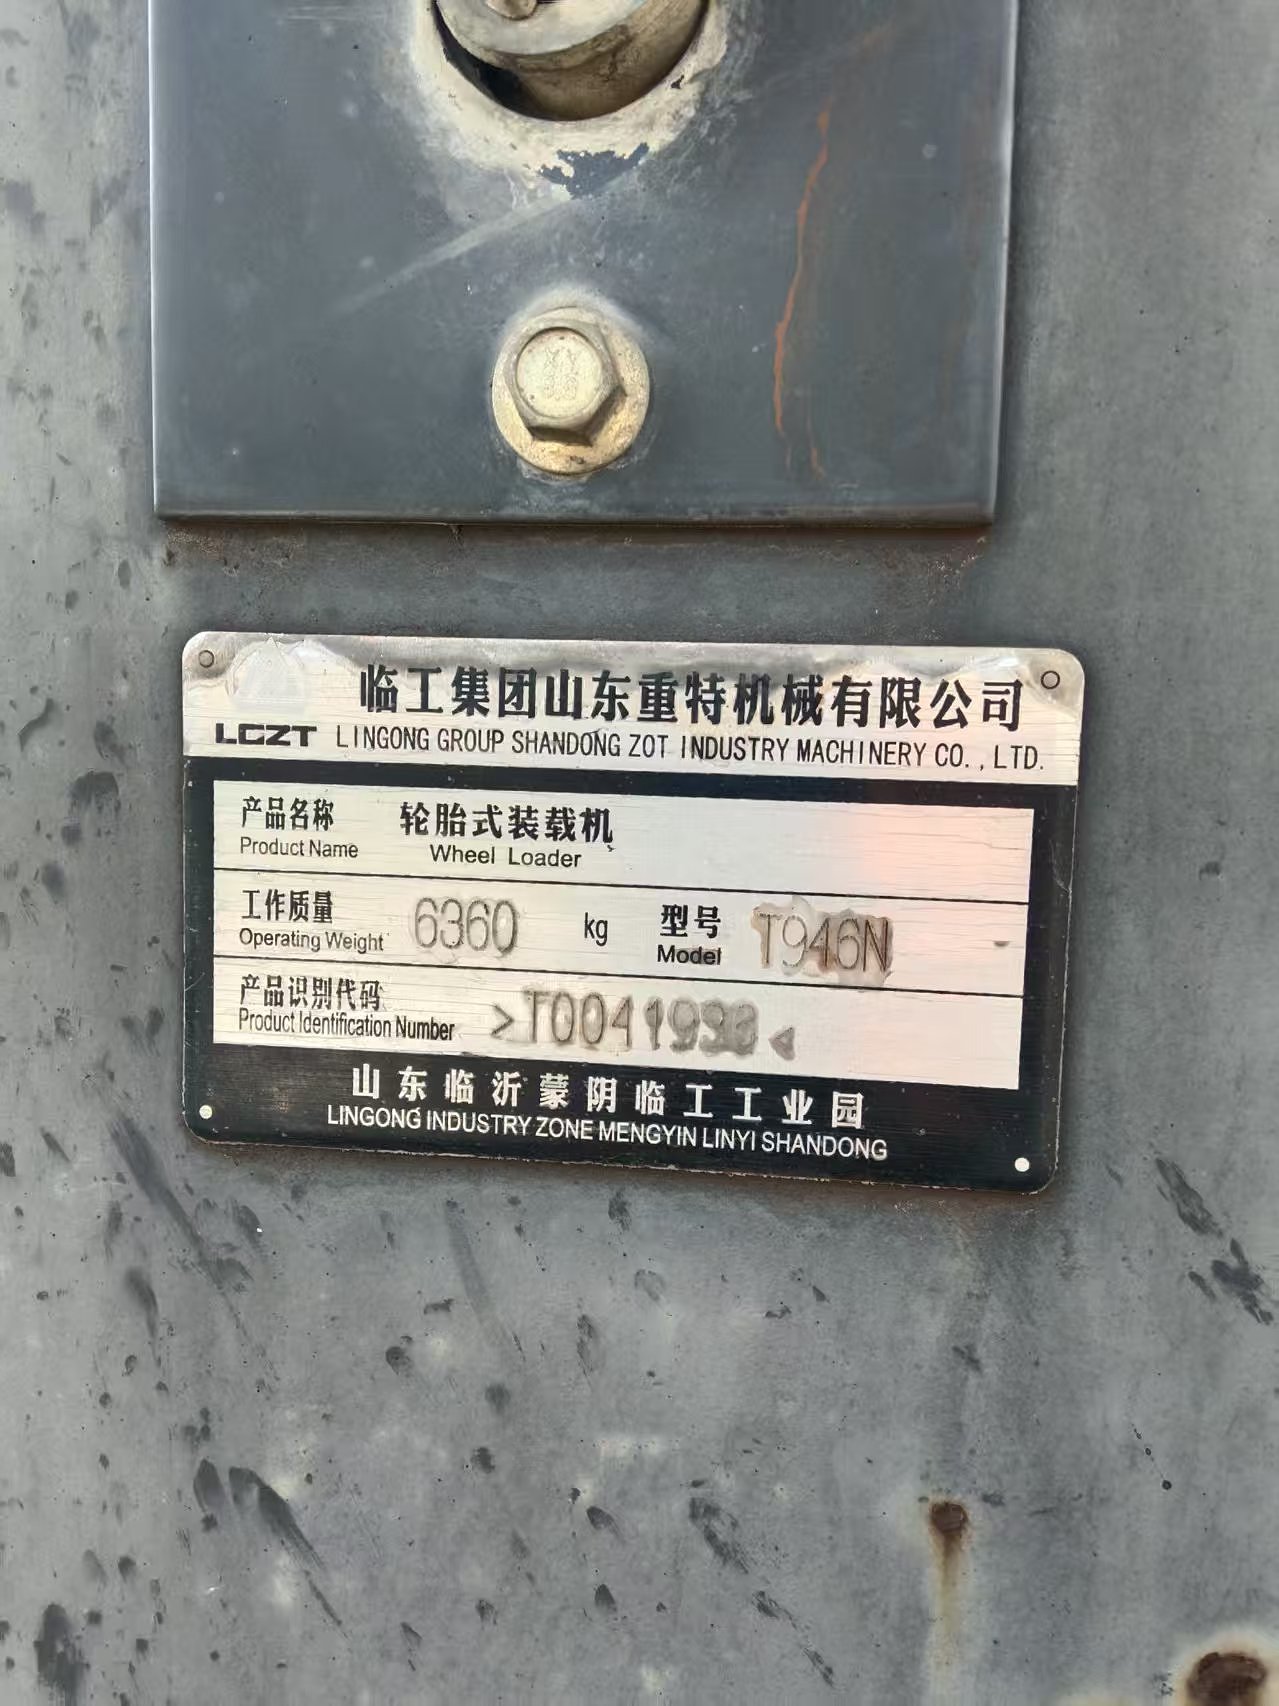 临工集团山东重特机械有限公司
LGZT LINGONG GROUP SHANDONG ZOT INDUSTRY MACHINERY CO.,LTD.
产品名称 轮胎式装载机
Product Name Wheel Loader
工作质量 6360 kg 型号 T946N
Operating Weight Model
产品识别代码
Product Identification Number
山东临沂蒙阴临工工业园
LINGONG INDUSTRY ZONE MENGYIN LINYI SHANDONG